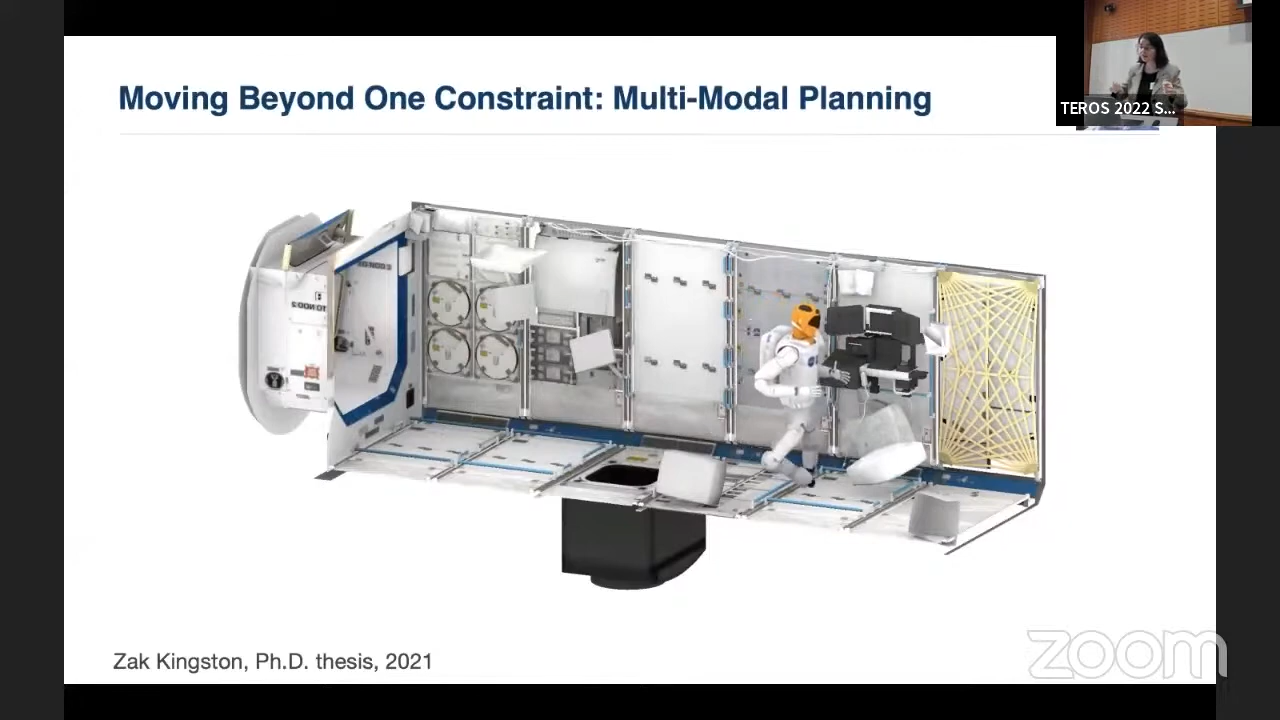 Moving Beyond One Constraint: Multi-Modal Planning
TEROS 2022 S...
Zak Kingston, Ph.D. thesis, 2021
zoom